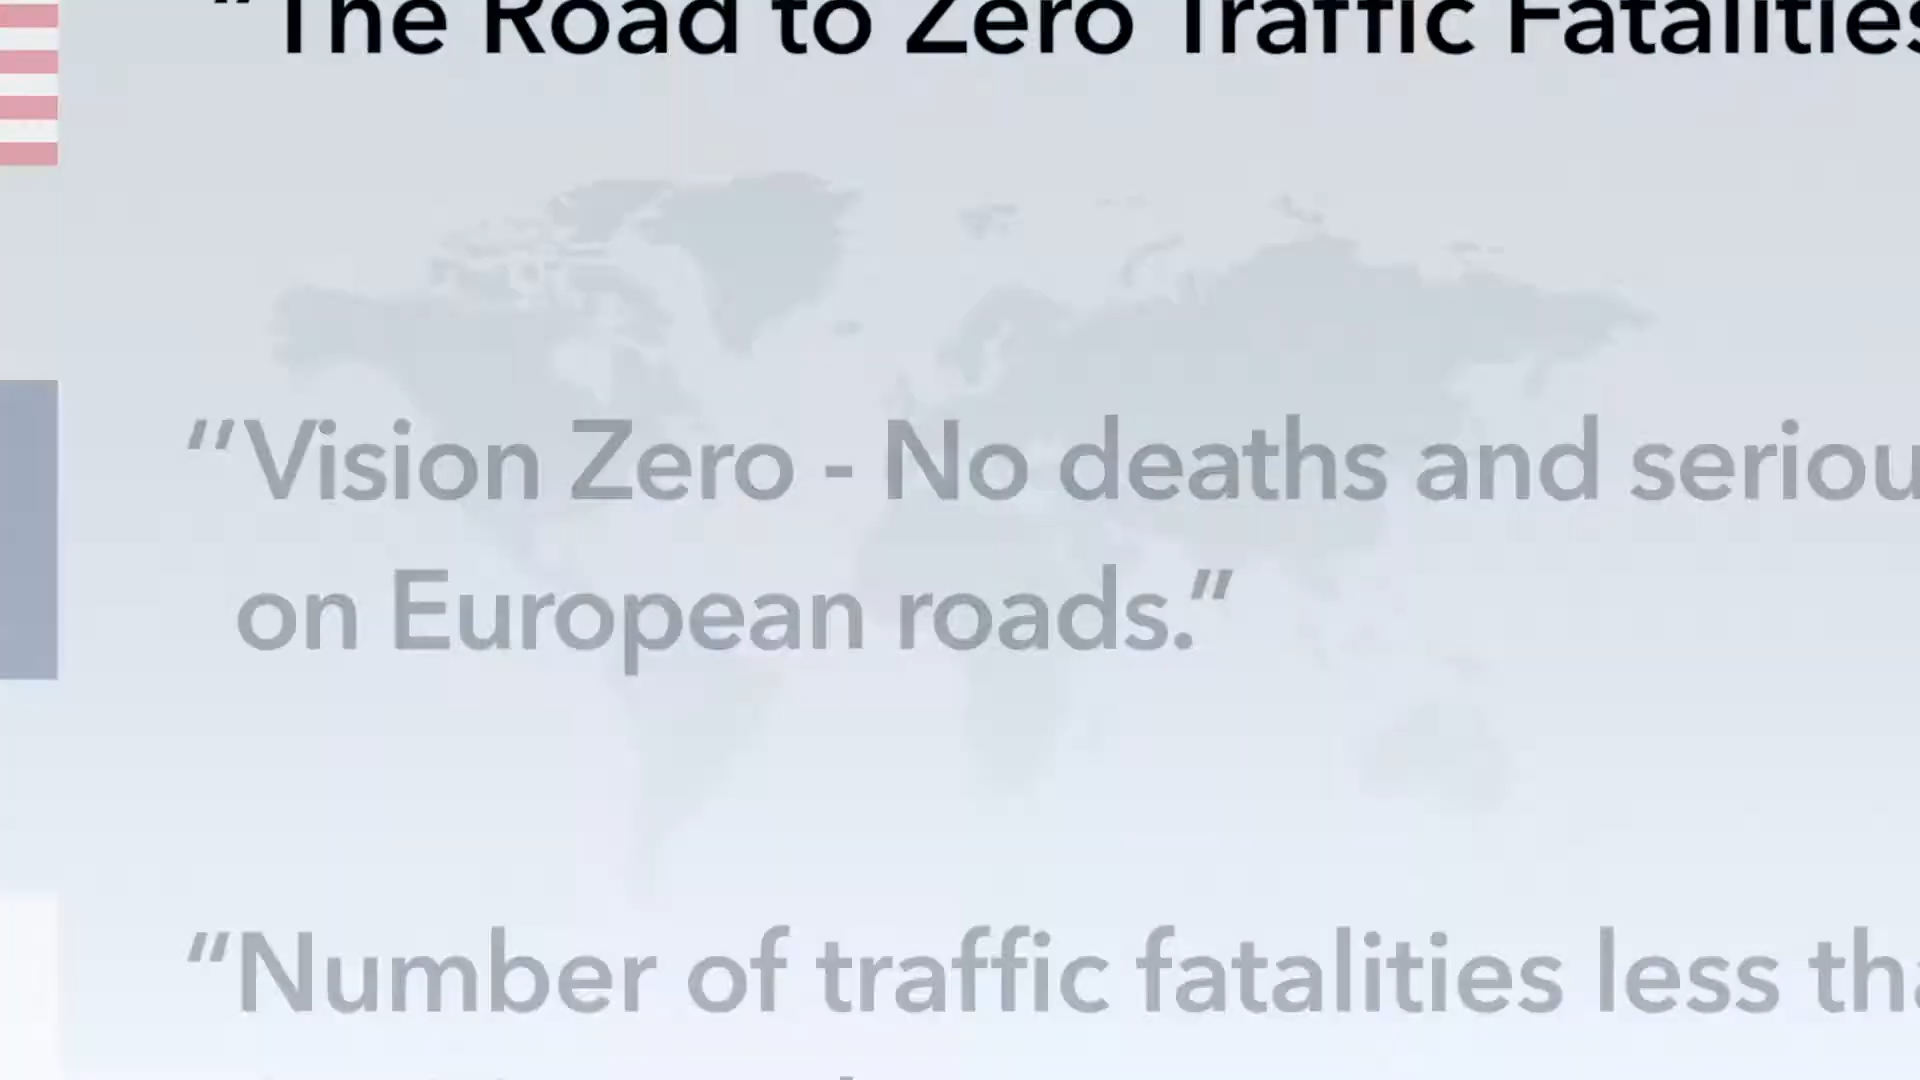 "The Road to Zero Traffic Fatalities
"Vision Zero - No deaths and seriou
on European roads."
"Number of traffic fatalities less tha